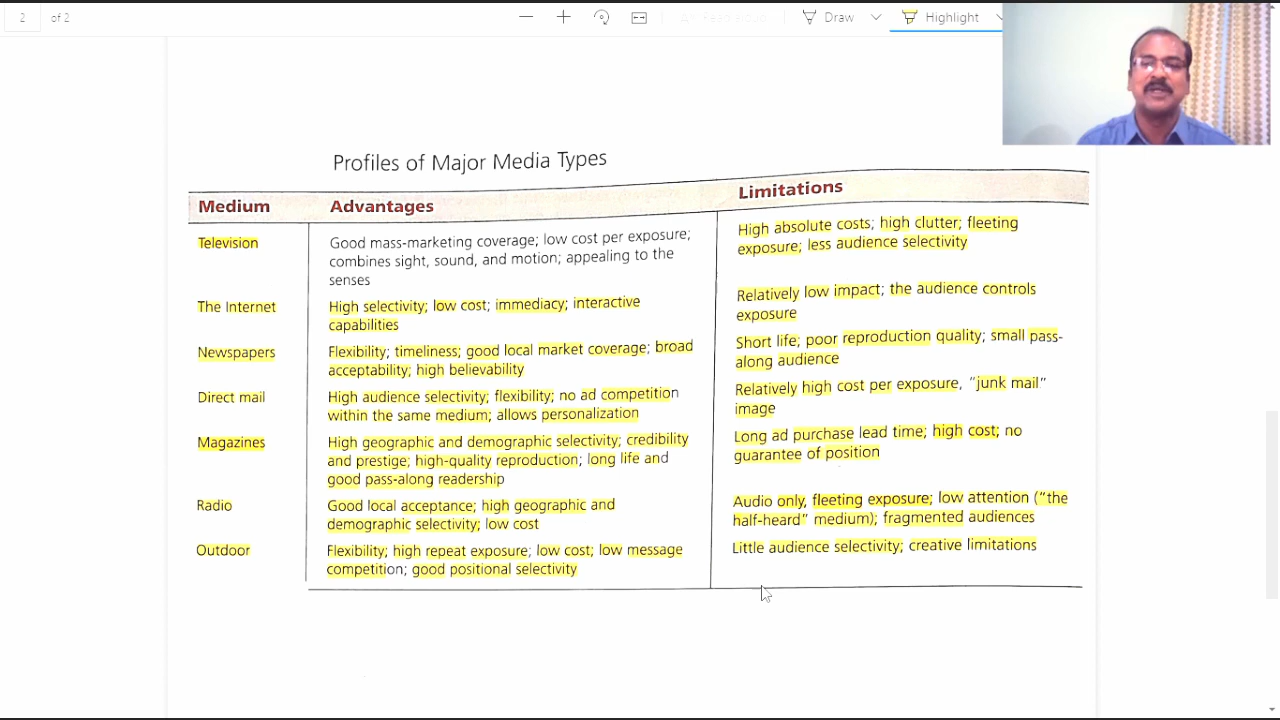 2 of 2
Draw
Highlight
Profiles of Major Media Types
Medium
Advantages
Limitations
Television
Good mass-marketing coverage; low cost per exposure;
combines sight, sound, and motion; appealing to the
senses
High absolute costs; high clutter; fleeting
exposure; less audience selectivity
The Internet
High selectivity; low cost; immediacy; interactive
capabilities
Relatively low impact; the audience controls
exposure
Newspapers
Flexibility; timeliness; good local market coverage; broad
acceptability; high believability
Short life; poor reproduction quality; small pass-
along audience
Direct mail
High audience selectivity; flexibility; no ad competition
within the same medium; allows personalization
Relatively high cost per exposure, "junk mail"
image
Magazines
High geographic and demographic selectivity; credibility
and prestige; high-quality reproduction; long life and
good pass-along readership
Long ad purchase lead time; high cost; no
guarantee of position
Radio
Good local acceptance; high geographic and
demographic selectivity; low cost
Audio only, fleeting exposure; low attention ("the
half-heard" medium); fragmented audiences
Outdoor
Flexibility; high repeat exposure; low cost; low message
competition; good positional selectivity
Little audience selectivity; creative limitations